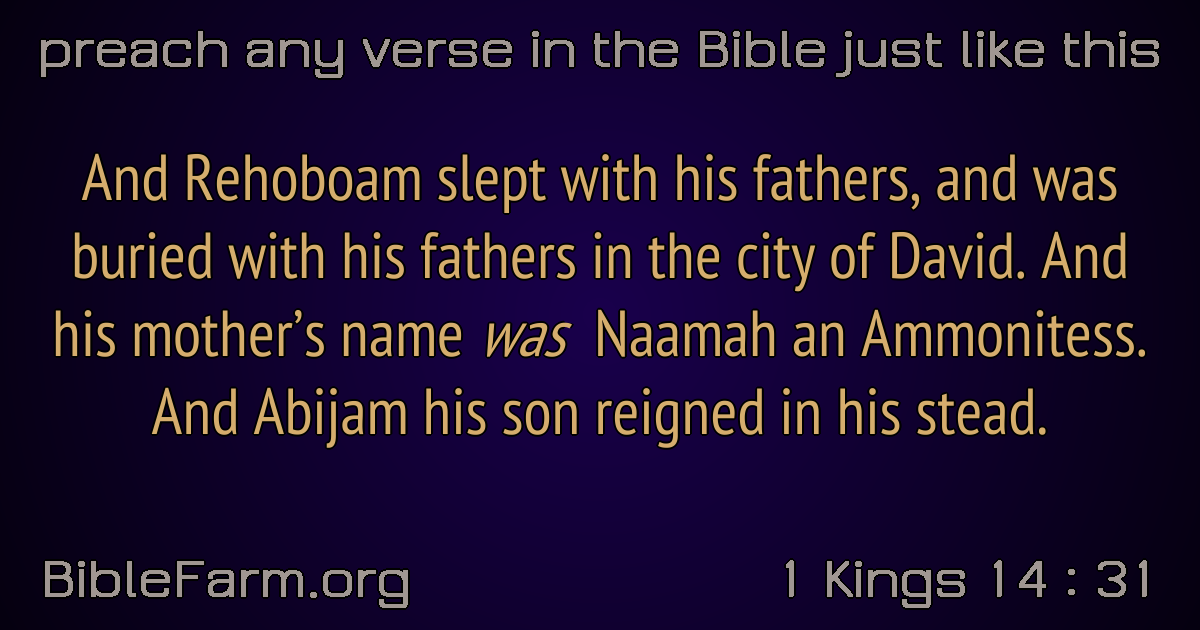 preach any verse in the Bible just like this
And Rehoboam slept with his fathers, and was
buried with his fathers in the city of David. And
his mother’s name was Naamah an Ammonitess.
And Abijam his son reigned in his stead.
BibleFarm.org
1 Kings 14 : 31